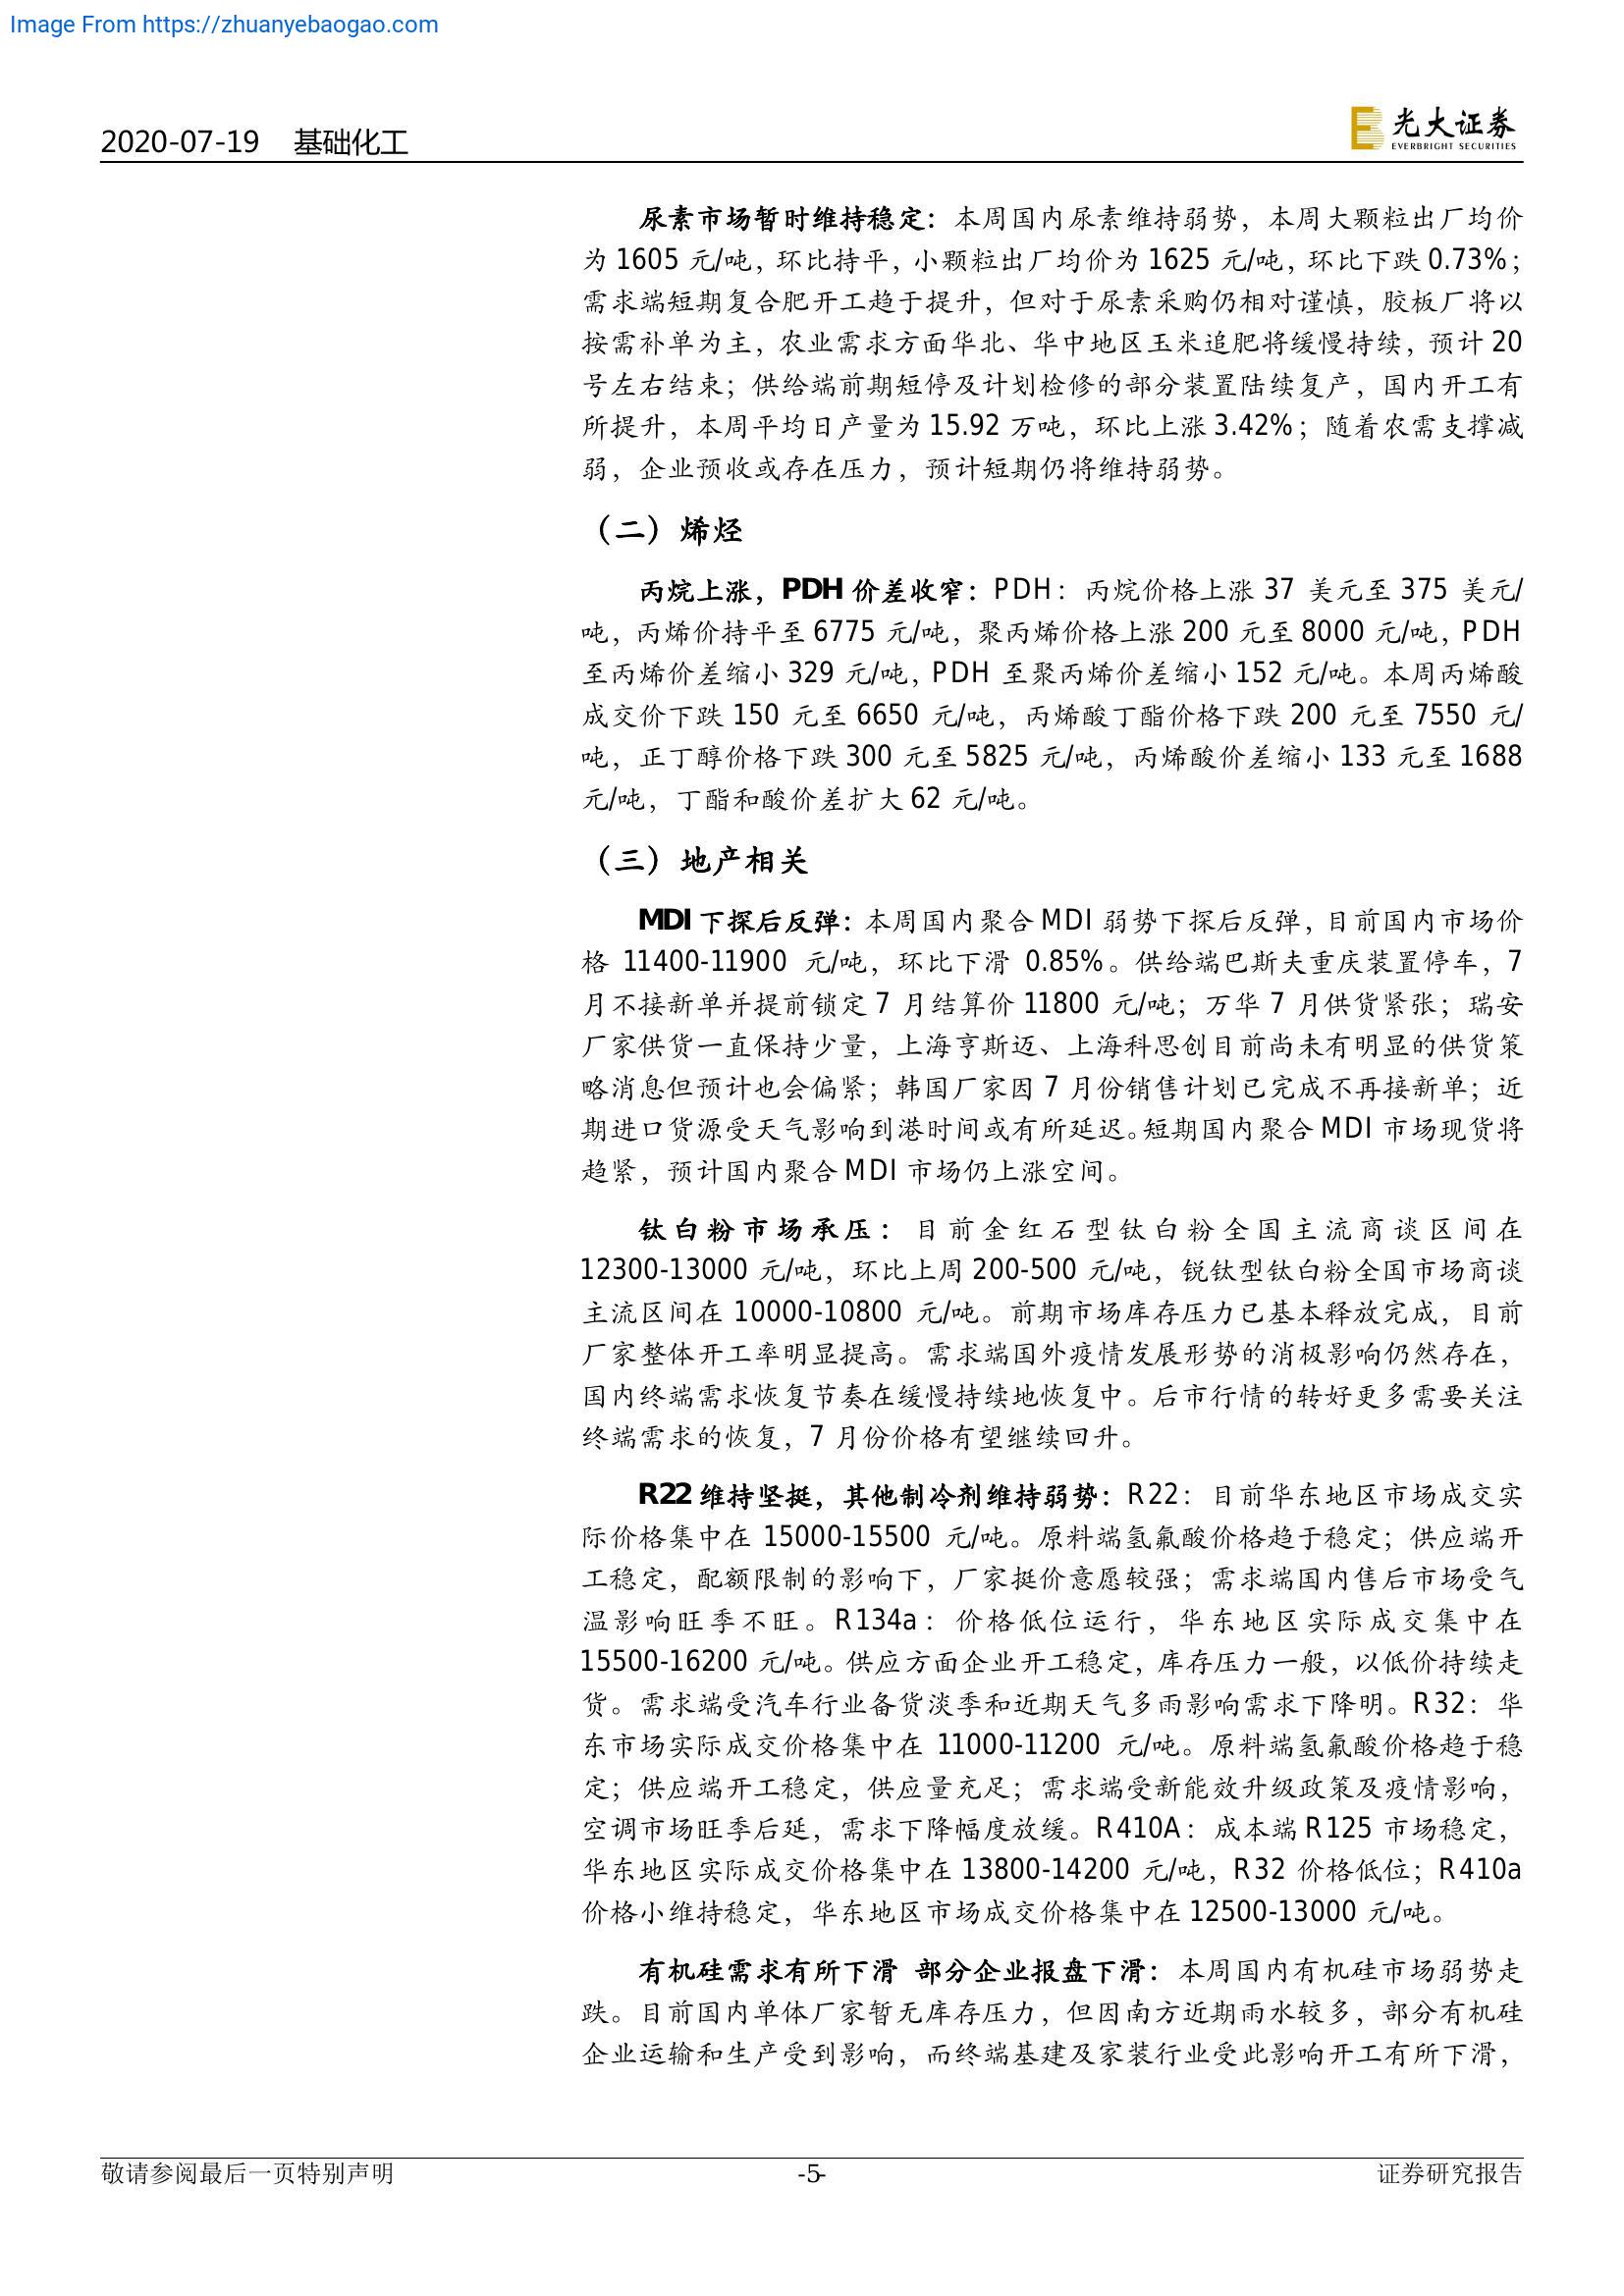 Image From https://zhuanyebaogao.com
2020-07-19 基础化工
光大证券
EVERBRIGHT SECURITIES
尿素市场暂时维持稳定：本周国内尿素维持弱势，本周大颗粒出厂均价
为 1605 元/吨，环比持平，小颗粒出厂均价为 1625 元/吨，环比下跌 0.73%；
需求端短期复合肥开工趋于提升，但对于尿素采购仍相对谨慎，胶板厂将以
按需补单为主，农业需求方面华北、华中地区玉米追肥将缓慢持续，预计 20
号左右结束；供给端前期短停及计划检修的部分装置陆续复产，国内开工有
所提升，本周平均日产量为 15.92 万吨，环比上涨 3.42%；随着农需支撑减
弱，企业预收或存在压力，预计短期仍将维持弱势。
（二）烯烃
丙烷上涨，PDH 价差收窄：PDH：丙烷价格上涨 37 美元至 375 美元/
吨，丙烯价持平至 6775 元/吨，聚丙烯价格上涨 200 元至 8000 元/吨，PDH
至丙烯价差缩小 329 元/吨，PDH 至聚丙烯价差缩小 152 元/吨。本周丙烯酸
成交价下跌 150 元至 6650 元/吨，丙烯酸丁酯价格下跌 200 元至 7550 元/
吨，正丁醇价格下跌 300 元至 5825 元/吨，丙烯酸价差缩小 133 元至 1688
元/吨，丁酯和酸价差扩大 62 元/吨。
（三）地产相关
MDI 下探后反弹：本周国内聚合 MDI 弱势下探后反弹，目前国内市场价
格 11400-11900 元/吨，环比下滑 0.85%。供给端巴斯夫重庆装置停车，7
月不接新单并提前锁定 7 月结算价 11800 元/吨；万华 7 月供货紧张；瑞安
厂家供货一直保持少量，上海亨斯迈、上海科思创目前尚未有明显的供货策
略消息但预计也会偏紧；韩国厂家因 7 月份销售计划已完成不再接新单；近
期进口货源受天气影响到港时间或有所延迟。短期国内聚合 MDI 市场现货将
趋紧，预计国内聚合 MDI 市场仍上涨空间。
钛白粉市场承压：目前金红石型钛白粉全国主流商谈区间在
12300-13000 元/吨，环比上周 200-500 元/吨，锐钛型钛白粉全国市场商谈
主流区间在 10000-10800 元/吨。前期市场库存压力已基本释放完成，目前
厂家整体开工率明显提高。需求端国外疫情发展形势的消极影响仍然存在，
国内终端需求恢复节奏在缓慢持续地恢复中。后市行情的转好更多需要关注
终端需求的恢复，7 月份价格有望继续回升。
R22 维持坚挺，其他制冷剂维持弱势：R22：目前华东地区市场成交实
际价格集中在 15000-15500 元/吨。原料端氢氟酸价格趋于稳定；供应端开
工稳定，配额限制的影响下，厂家挺价意愿较强；需求端国内售后市场受气
温影响旺季不旺。R134a：价格低位运行，华东地区实际成交集中在
15500-16200 元/吨。供应方面企业开工稳定，库存压力一般，以低价持续走
货。需求端受汽车行业备货淡季和近期天气多雨影响需求下降明。R32：华
东市场实际成交价格集中在 11000-11200 元/吨。原料端氢氟酸价格趋于稳
定；供应端开工稳定，供应量充足；需求端受新能效升级政策及疫情影响，
空调市场旺季后延，需求下降幅度放缓。R410A：成本端 R125 市场稳定，
华东地区实际成交价格集中在 13800-14200 元/吨，R32 价格低位；R410a
价格小维持稳定，华东地区市场成交价格集中在 12500-13000 元/吨。
有机硅需求有所下滑 部分企业报盘下滑：本周国内有机硅市场弱势走
跌。目前国内单体厂家暂无库存压力，但因南方近期雨水较多，部分有机硅
企业运输和生产受到影响，而终端基建及家装行业受此影响开工有所下滑，
敬请参阅最后一页特别声明
-5-
证券研究报告